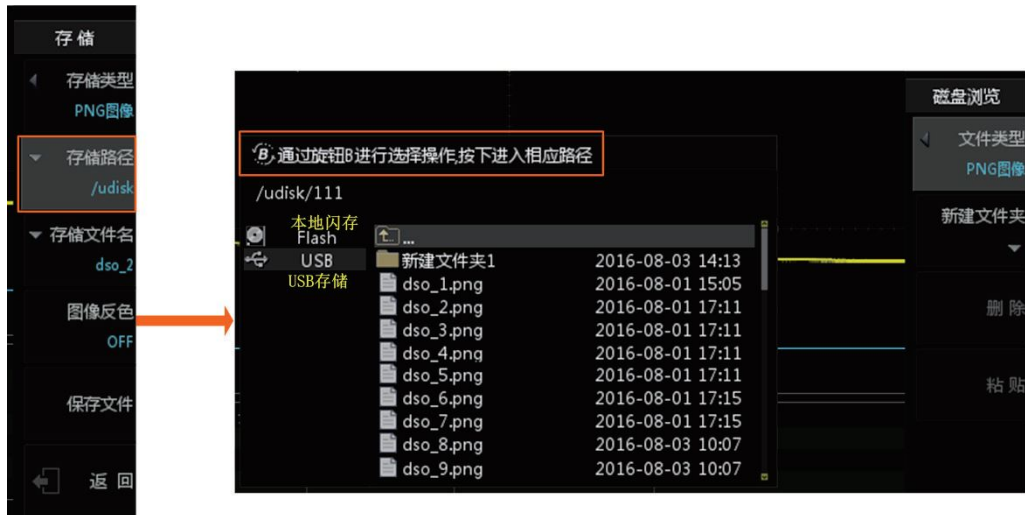 存 储
存储类型
PNG图像
存储路径
/udisk
存储文件名
dso_2
图像反色
OFF
保存文件
返 回
B 通过旋钮B进行选择操作,按下进入相应路径
/udisk/111
本地闪存
Flash
USB
USB存储
...
新建文件夹1 2016-08-03 14:13
dso_1.png 2016-08-01 15:05
dso_2.png 2016-08-01 17:11
dso_3.png 2016-08-01 17:11
dso_4.png 2016-08-01 17:11
dso_5.png 2016-08-01 17:11
dso_6.png 2016-08-01 17:15
dso_7.png 2016-08-01 17:15
dso_8.png 2016-08-03 10:07
dso_9.png 2016-08-03 10:07
磁盘浏览
文件类型
PNG图像
新建文件夹
删 除
粘 贴